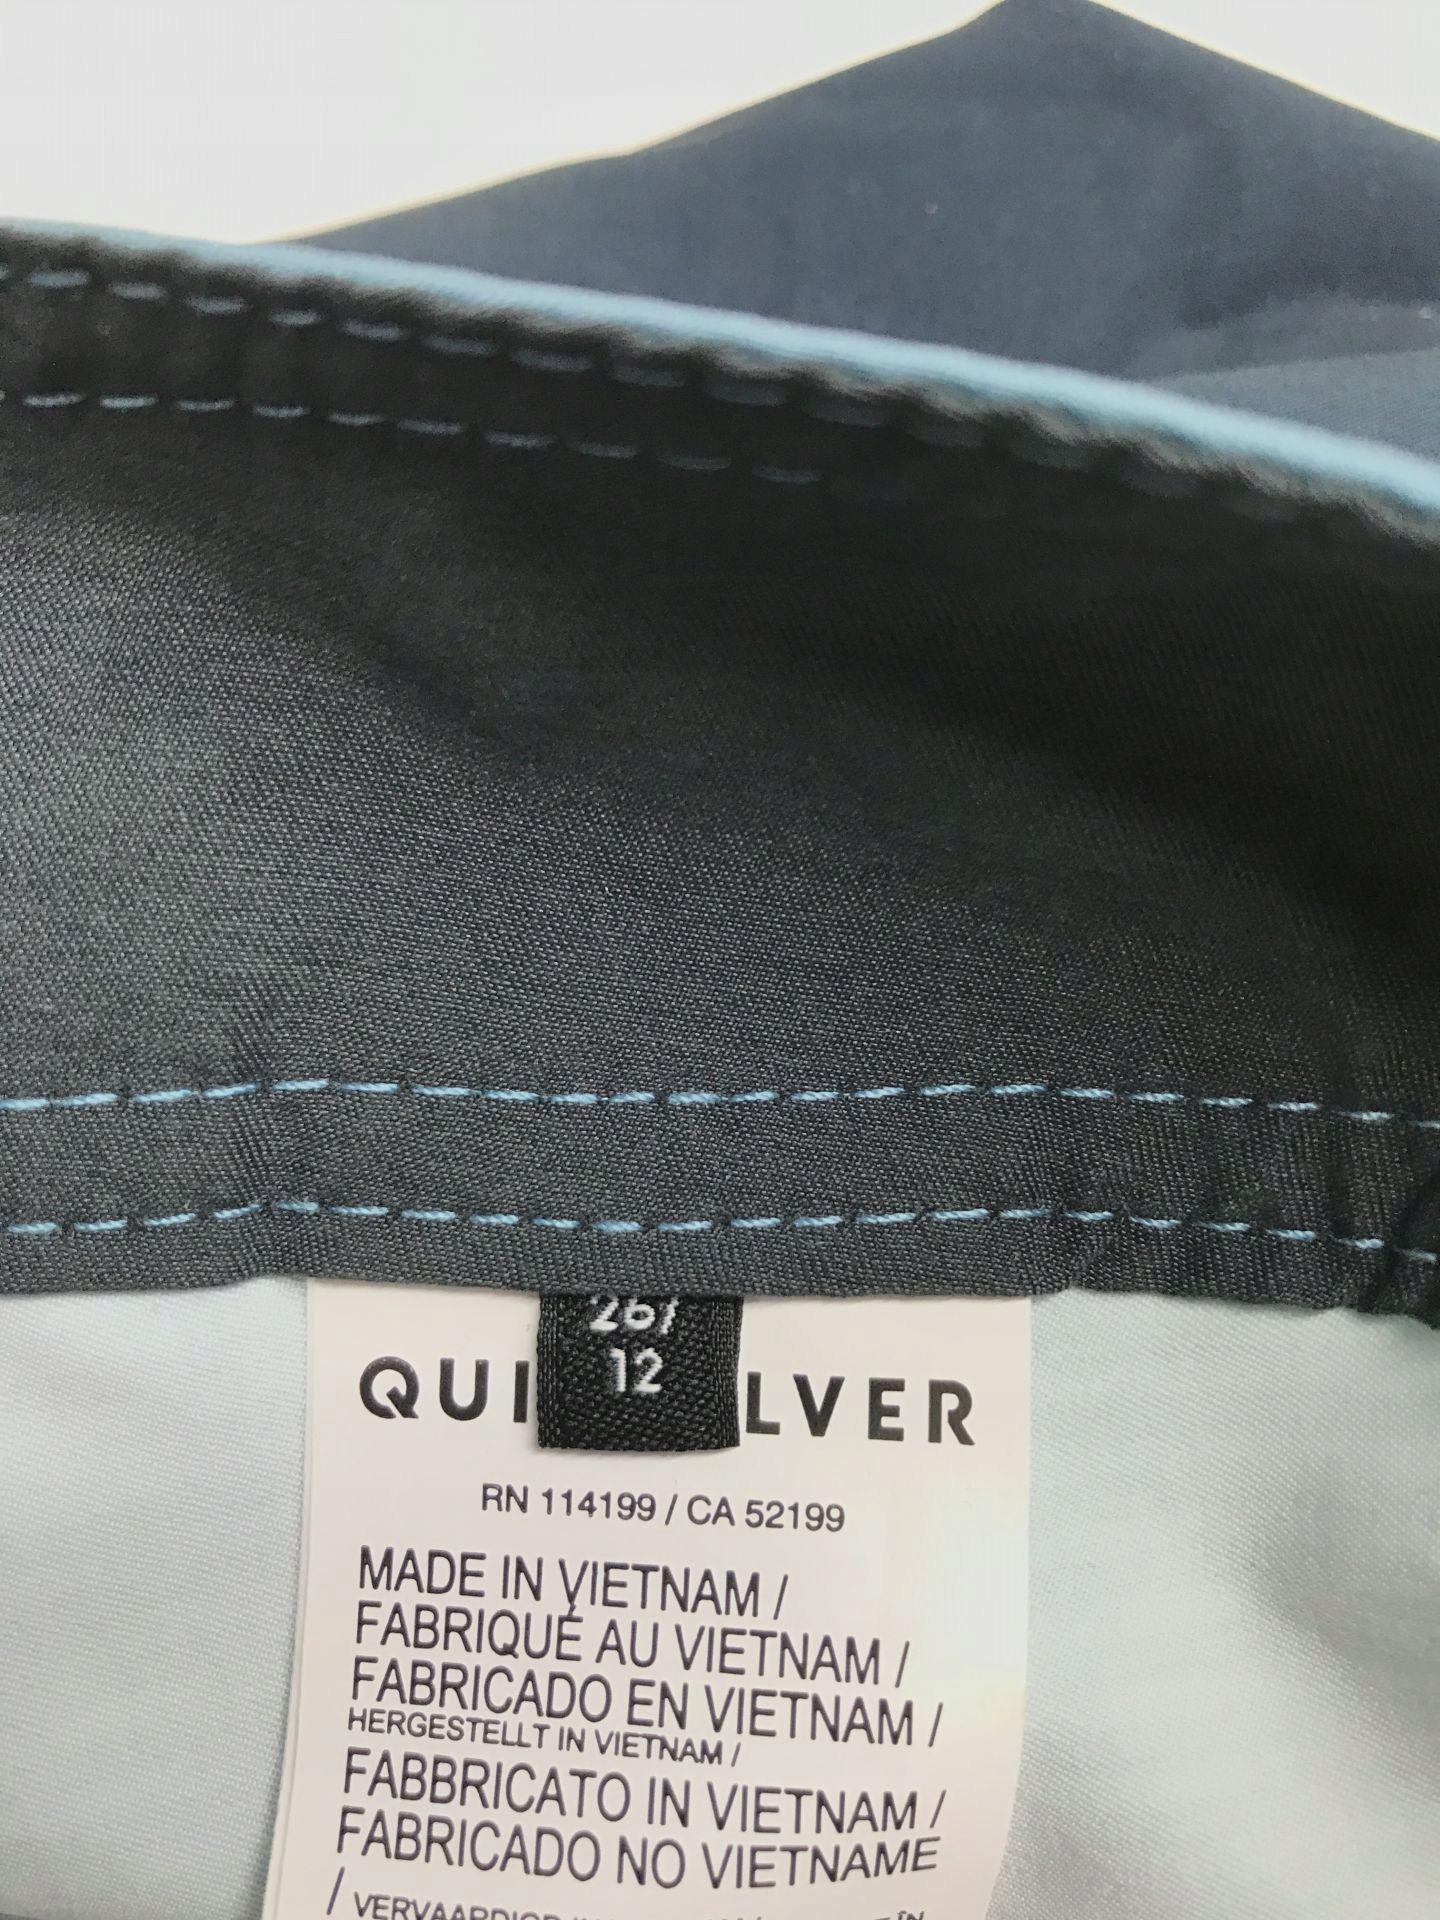 26/
12
QUI LVER
RN 114199 / CA 52199
MADE IN VIETNAM /
FABRIQUÉ AU VIETNAM /
FABRICADO EN VIETNAM /
HERGESTELLT IN VIETNAM /
FABBRICATO IN VIETNAM /
FABRICADO NO VIETNAME
/